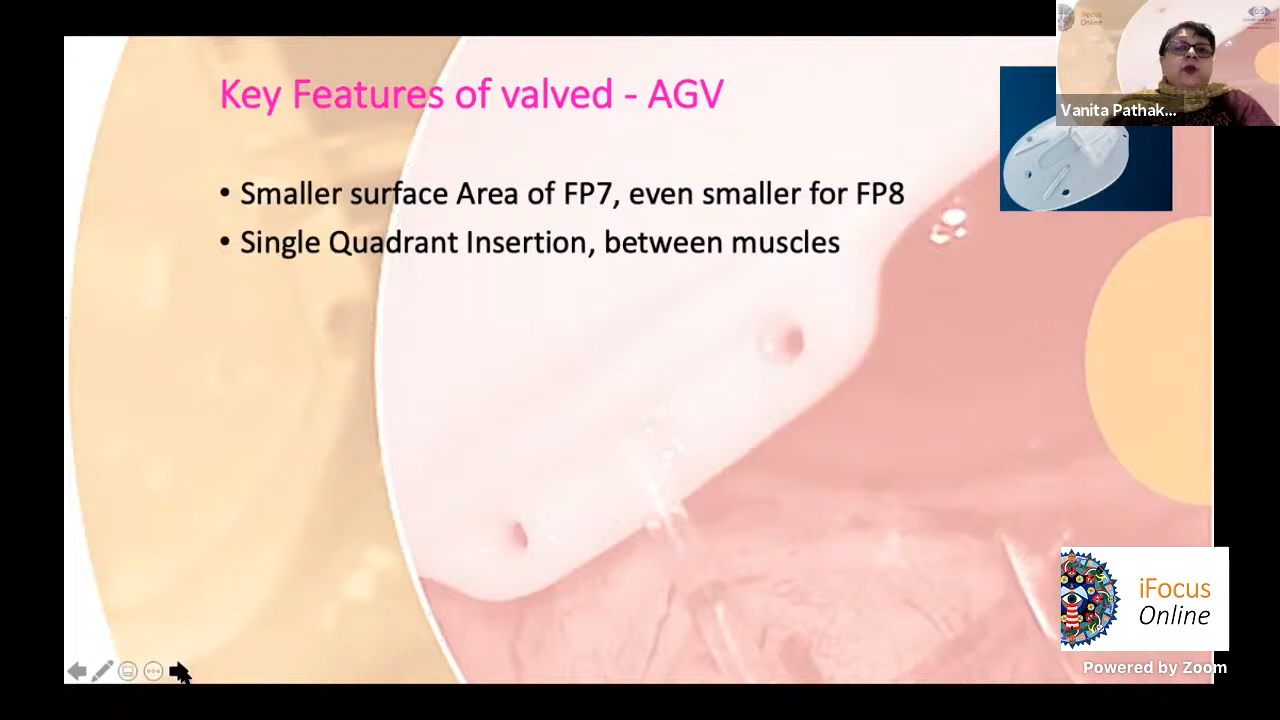 Key Features of valved - AGV
• Smaller surface Area of FP7, even smaller for FP8
• Single Quadrant Insertion, between muscles
Vanita Pathak...
iFocus
Online
Powered by Zoom